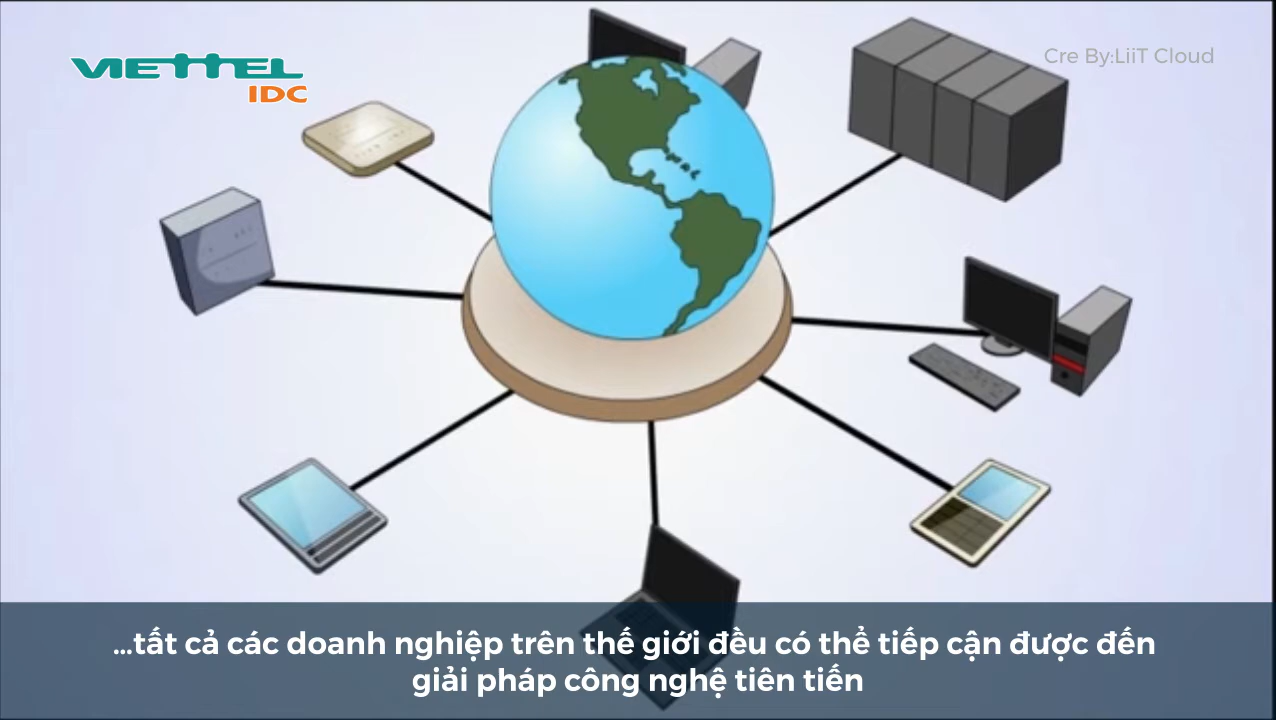 VIETTEL
IDC
Cre By:LiiT Cloud
...tất cả các doanh nghiệp trên thế giới đều có thể tiếp cận được đến
giải pháp công nghệ tiên tiến